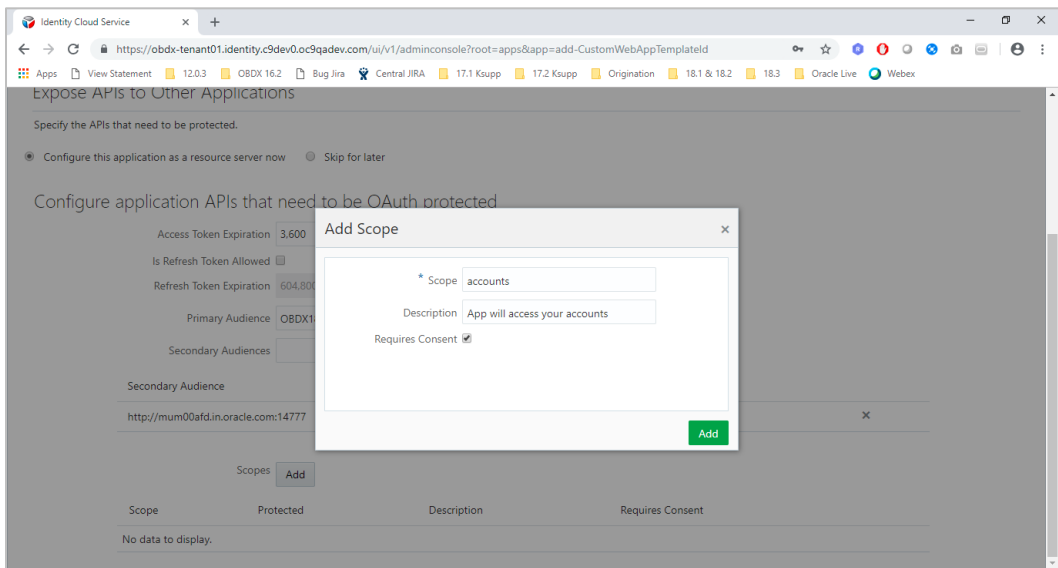 Identity Cloud Service
https://obdx-tenant01.identity.c9dev0.oc9qadev.com/ui/v1/adminconsole?root=apps&app=add-CustomWebAppTemplateId
Apps View Statement 12.0.3 OBDX 16.2 Bug Jira Central JIRA 17.1 Ksupp 17.2 Ksupp Origination 18.1 & 18.2 18.3 Oracle Live Webex
Expose APIs to Other Applications
Specify the APIs that need to be protected.
Configure this application as a resource server now Skip for later
Configure application APIs that need to be OAuth protected
Access Token Expiration 3,600
Is Refresh Token Allowed
Refresh Token Expiration 604,800
Primary Audience OBDX1
Secondary Audiences
Secondary Audience
http://mum00afd.in.oracle.com:14777
Add Scope
* Scope accounts
Description App will access your accounts
Requires Consent
Add
Scopes Add
Scope Protected Description Requires Consent
No data to display.